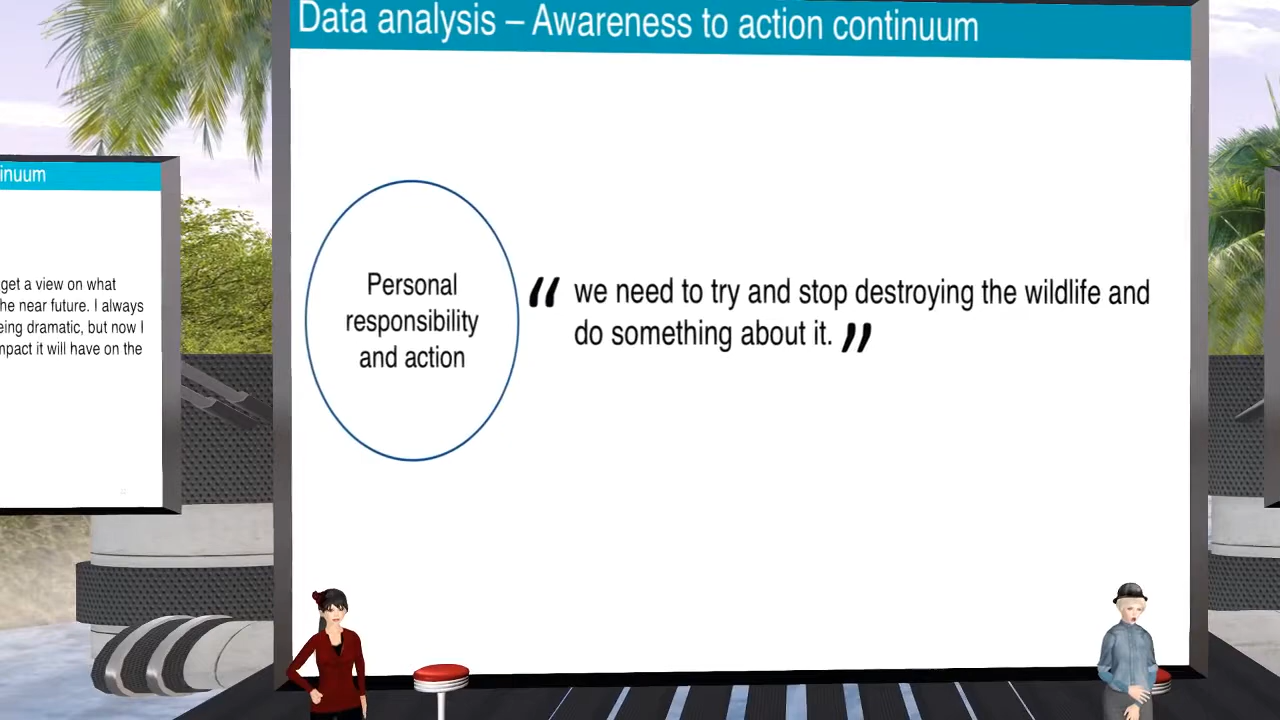 Data analysis – Awareness to action continuum
inuum
get a view on what
he near future. I always
eing dramatic, but now I
mpact it will have on the
Personal
responsibility
and action
“ we need to try and stop destroying the wildlife and
do something about it. ”